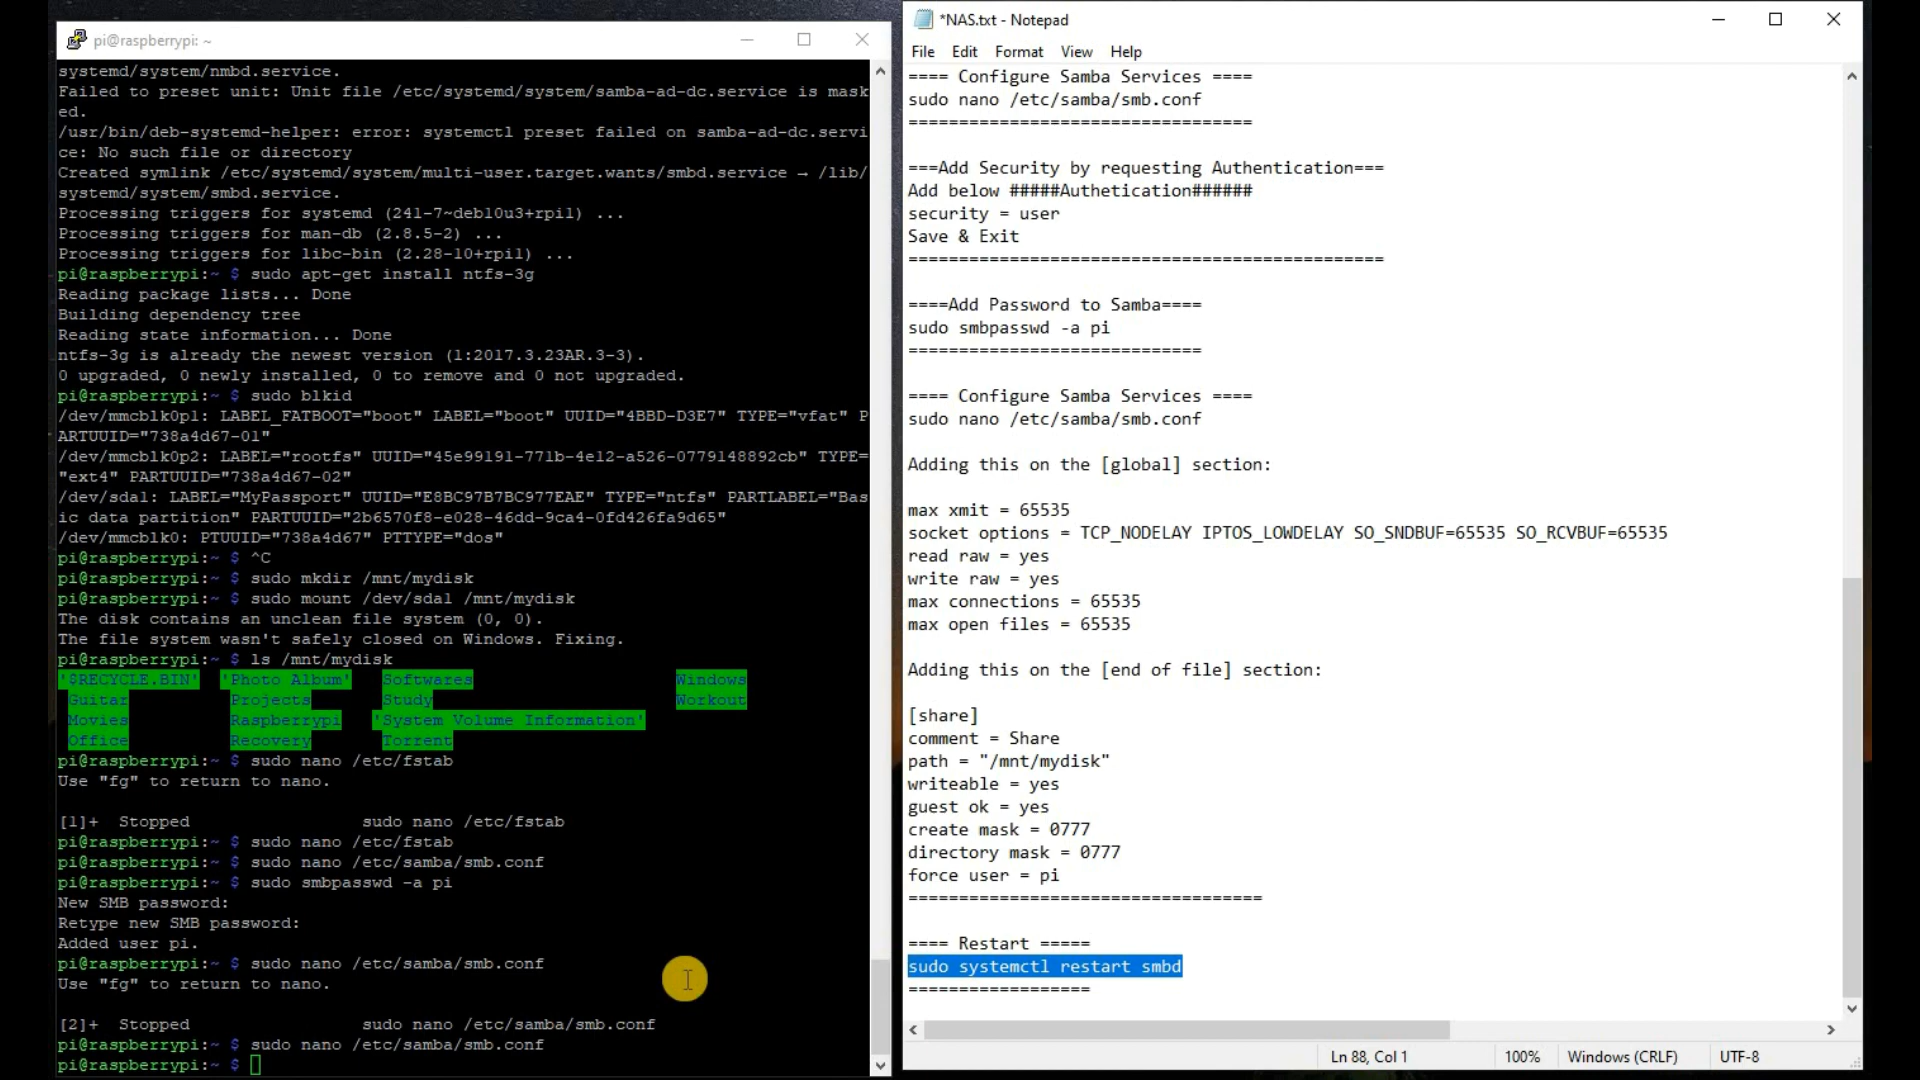 pi@raspberrypi: ~
systemd/system/nmbd.service.
Failed to preset unit: Unit file /etc/systemd/system/samba-ad-dc.service is mask
ed.
/usr/bin/deb-systemd-helper: error: systemctl preset failed on samba-ad-dc.servi
ce: No such file or directory
Created symlink /etc/systemd/system/multi-user.target.wants/smbd.service → /lib/
systemd/system/smbd.service.
Processing triggers for systemd (241-7~deb10u3+rpi1) ...
Processing triggers for man-db (2.8.5-2) ...
Processing triggers for libc-bin (2.28-10+rpi1) ...
pi@raspberrypi:~ $ sudo apt-get install ntfs-3g
Reading package lists... Done
Building dependency tree
Reading state information... Done
ntfs-3g is already the newest version (1:2017.3.23AR.3-3).
0 upgraded, 0 newly installed, 0 to remove and 0 not upgraded.
pi@raspberrypi:~ $ sudo blkid
/dev/mmcblk0p1: LABEL_FATBOOT="boot" LABEL="boot" UUID="4BBD-D3E7" TYPE="vfat" P
ARTUUID="738a4d67-01"
/dev/mmcblk0p2: LABEL="rootfs" UUID="45e99191-771b-4e12-a526-0779148892cb" TYPE=
"ext4" PARTUUID="738a4d67-02"
/dev/sda1: LABEL="MyPassport" UUID="E8BC97B7BC977EAE" TYPE="ntfs" PARTLABEL="Bas
ic data partition" PARTUUID="2b6570f8-e028-46dd-9ca4-0fd426fa9d65"
/dev/mmcblk0: PTUUID="738a4d67" PTTYPE="dos"
pi@raspberrypi:~ $ ^C
pi@raspberrypi:~ $ sudo mkdir /mnt/mydisk
pi@raspberrypi:~ $ sudo mount /dev/sda1 /mnt/mydisk
The disk contains an unclean file system (0, 0).
The file system wasn't safely closed on Windows. Fixing.
pi@raspberrypi:~ $ ls /mnt/mydisk
'$RECYCLE.BIN' 'Photo Album' Softwares Windows
Guitar Projects Study Workout
Movies Raspberrypi 'System Volume Information'
Office Recovery Torrent
pi@raspberrypi:~ $ sudo nano /etc/fstab
Use "fg" to return to nano.
[1]+ Stopped sudo nano /etc/fstab
pi@raspberrypi:~ $ sudo nano /etc/fstab
pi@raspberrypi:~ $ sudo nano /etc/samba/smb.conf
pi@raspberrypi:~ $ sudo smbpasswd -a pi
New SMB password:
Retype new SMB password:
Added user pi.
pi@raspberrypi:~ $ sudo nano /etc/samba/smb.conf
Use "fg" to return to nano.
[2]+ Stopped sudo nano /etc/samba/smb.conf
pi@raspberrypi:~ $ sudo nano /etc/samba/smb.conf
pi@raspberrypi:~ $
*NAS.txt - Notepad
File Edit Format View Help
==== Configure Samba Services ====
sudo nano /etc/samba/smb.conf
==================================
===Add Security by requesting Authentication===
Add below #####Authetication######
security = user
Save & Exit
===============================================
====Add Password to Samba====
sudo smbpasswd -a pi
=============================
==== Configure Samba Services ====
sudo nano /etc/samba/smb.conf
Adding this on the [global] section:
max xmit = 65535
socket options = TCP_NODELAY IPTOS_LOWDELAY SO_SNDBUF=65535 SO_RCVBUF=65535
read raw = yes
write raw = yes
max connections = 65535
max open files = 65535
Adding this on the [end of file] section:
[share]
comment = Share
path = "/mnt/mydisk"
writeable = yes
guest ok = yes
create mask = 0777
directory mask = 0777
force user = pi
===================================
==== Restart =====
sudo systemctl restart smbd
==================
Ln 88, Col 1 100% Windows (CRLF) UTF-8